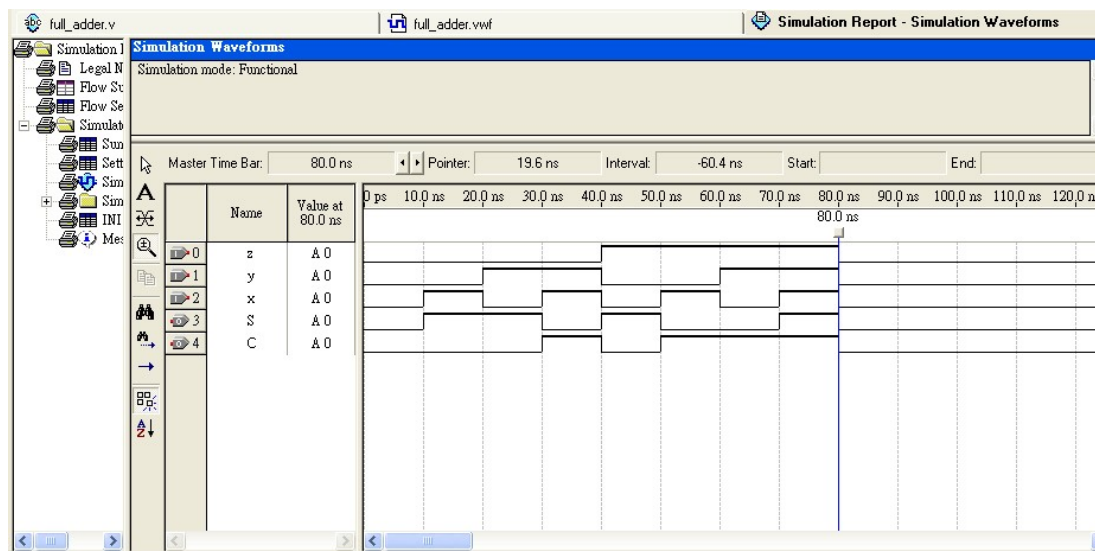 full_adder.v
full_adder.vwf
Simulation Report - Simulation Waveforms
Simulation
Legal N
Flow Su
Flow Se
Simulat
Sum
Sett
Sim
Sim
INI
Mes
Simulation Waveforms
Simulation mode: Functional
Master Time Bar: 80.0 ns Pointer: 19.6 ns Interval: -60.4 ns Start: End:
Name Value at 80.0 ns
0 ps 10.0 ns 20.0 ns 30.0 ns 40.0 ns 50.0 ns 60.0 ns 70.0 ns 80.0 ns 90.0 ns 100.0 ns 110.0 ns 120.0 n
80.0 ns
0 z A 0
1 y A 0
2 x A 0
3 S A 0
4 C A 0